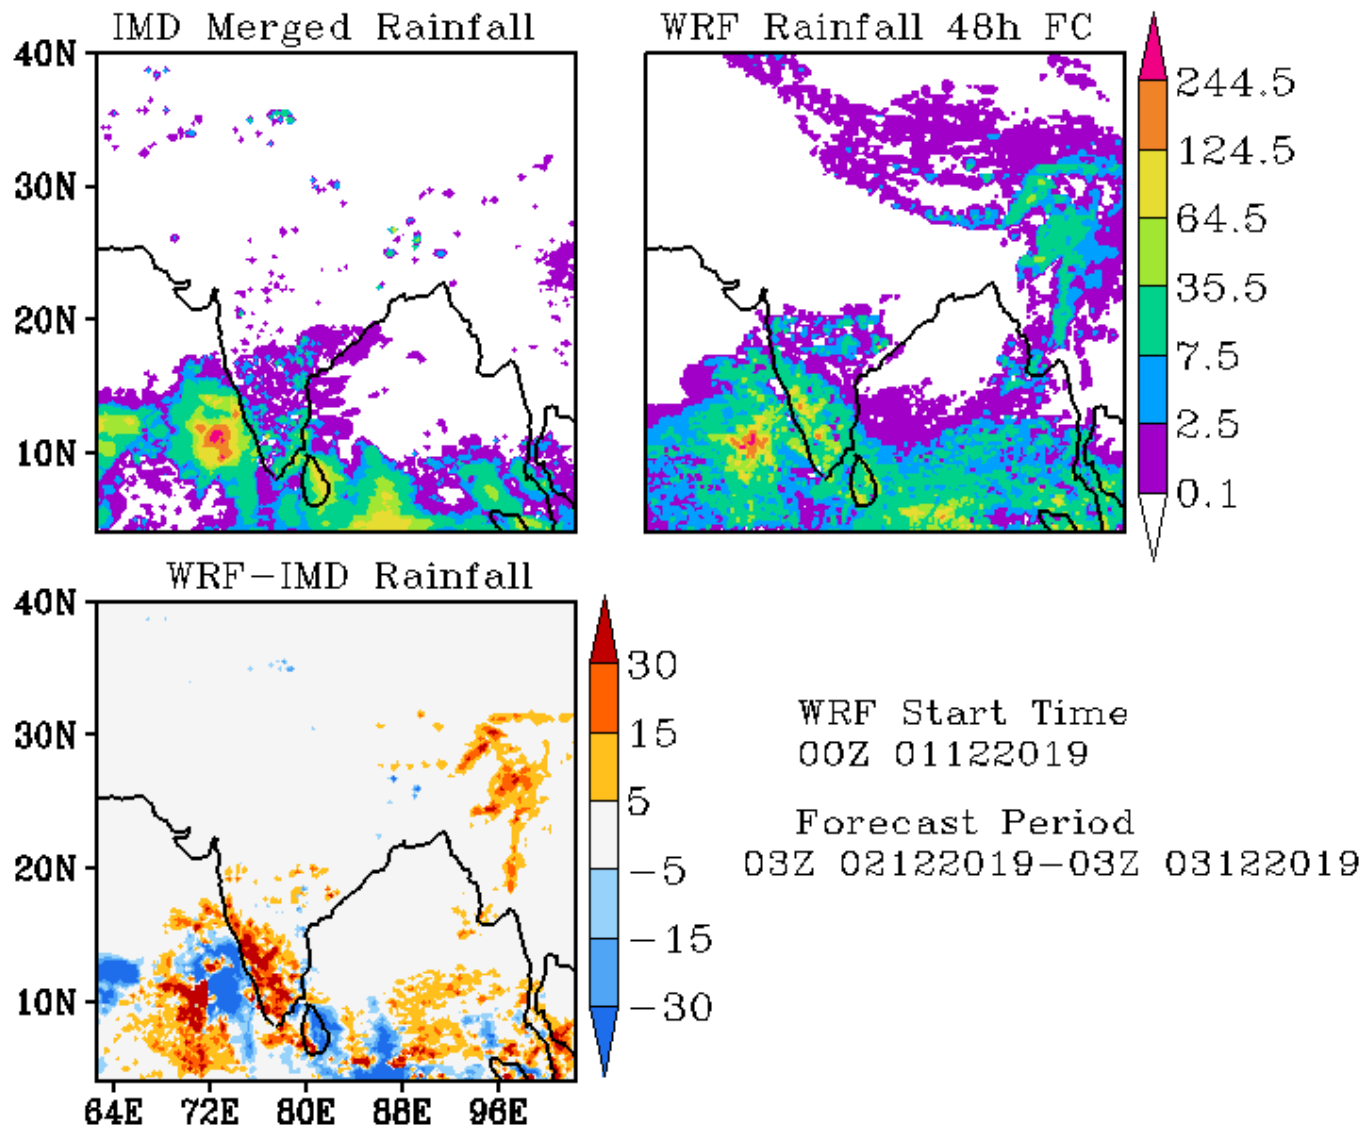 IMD Merged Rainfall
WRF Rainfall 48h FC
40N
30N
20N
10N
244.5
124.5
64.5
35.5
7.5
2.5
0.1
WRF-IMD Rainfall
40N
30N
20N
10N
64E 72E 80E 88E 96E
30
15
5
-5
-15
-30
WRF Start Time
00Z 01122019
Forecast Period
03Z 02122019-03Z 03122019